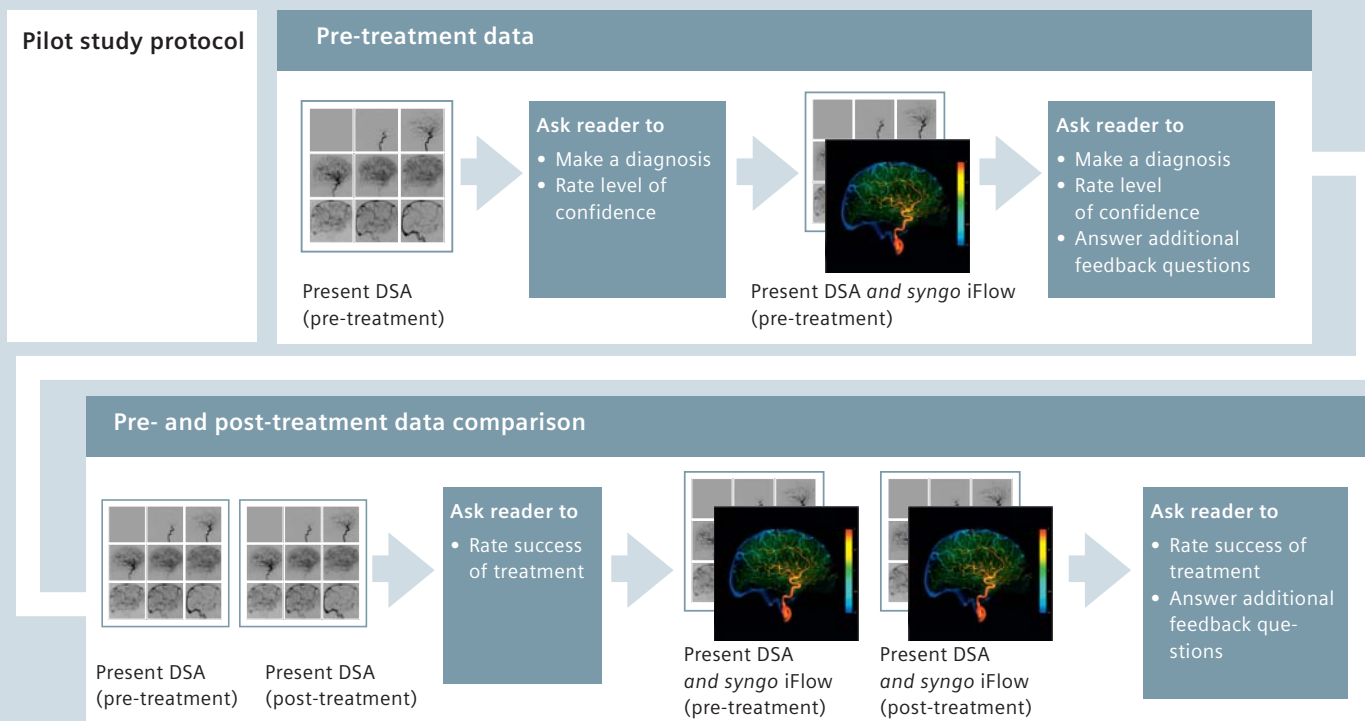 Pilot study protocol
Pre-treatment data
Present DSA
(pre-treatment)
Ask reader to
• Make a diagnosis
• Rate level of
confidence
Present DSA and syngo iFlow
(pre-treatment)
Ask reader to
• Make a diagnosis
• Rate level
of confidence
• Answer additional
feedback questions
Pre- and post-treatment data comparison
Present DSA
(pre-treatment)
Present DSA
(post-treatment)
Ask reader to
• Rate success
of treatment
Present DSA
and syngo iFlow
(pre-treatment)
Present DSA
and syngo iFlow
(post-treatment)
Ask reader to
• Rate success of
treatment
• Answer additional
feedback que-
stions